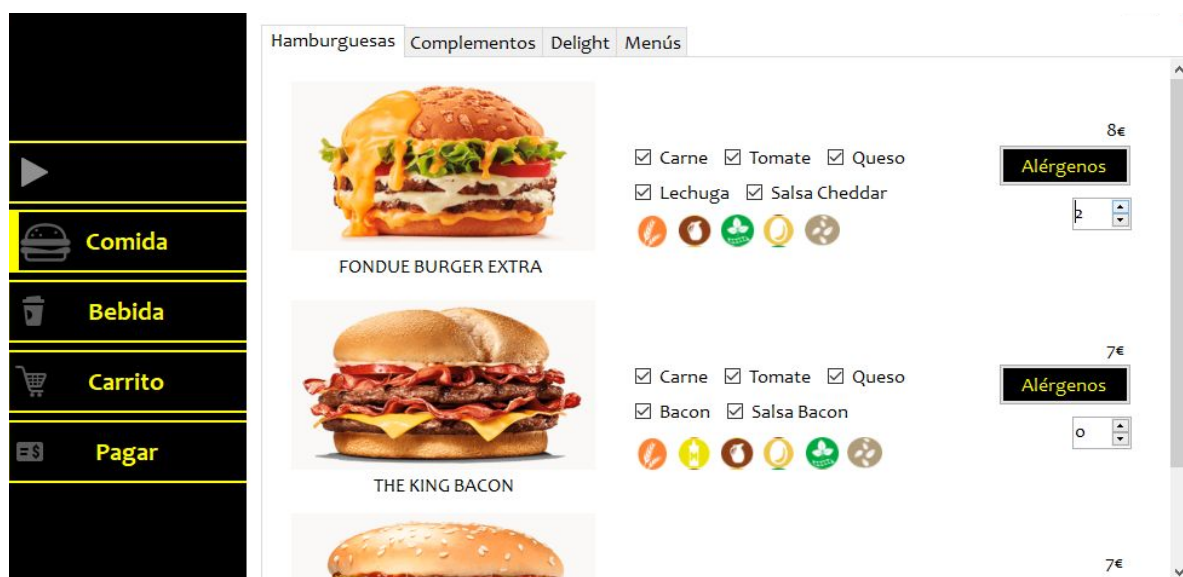 Hamburguesas Complementos Delight Menús
Comida
Bebida
Carrito
Pagar
8€
Carne Tomate Queso
Alérgenos
Lechuga Salsa Cheddar
2
FONDUE BURGER EXTRA
7€
Carne Tomate Queso
Alérgenos
Bacon Salsa Bacon
0
THE KING BACON
7€